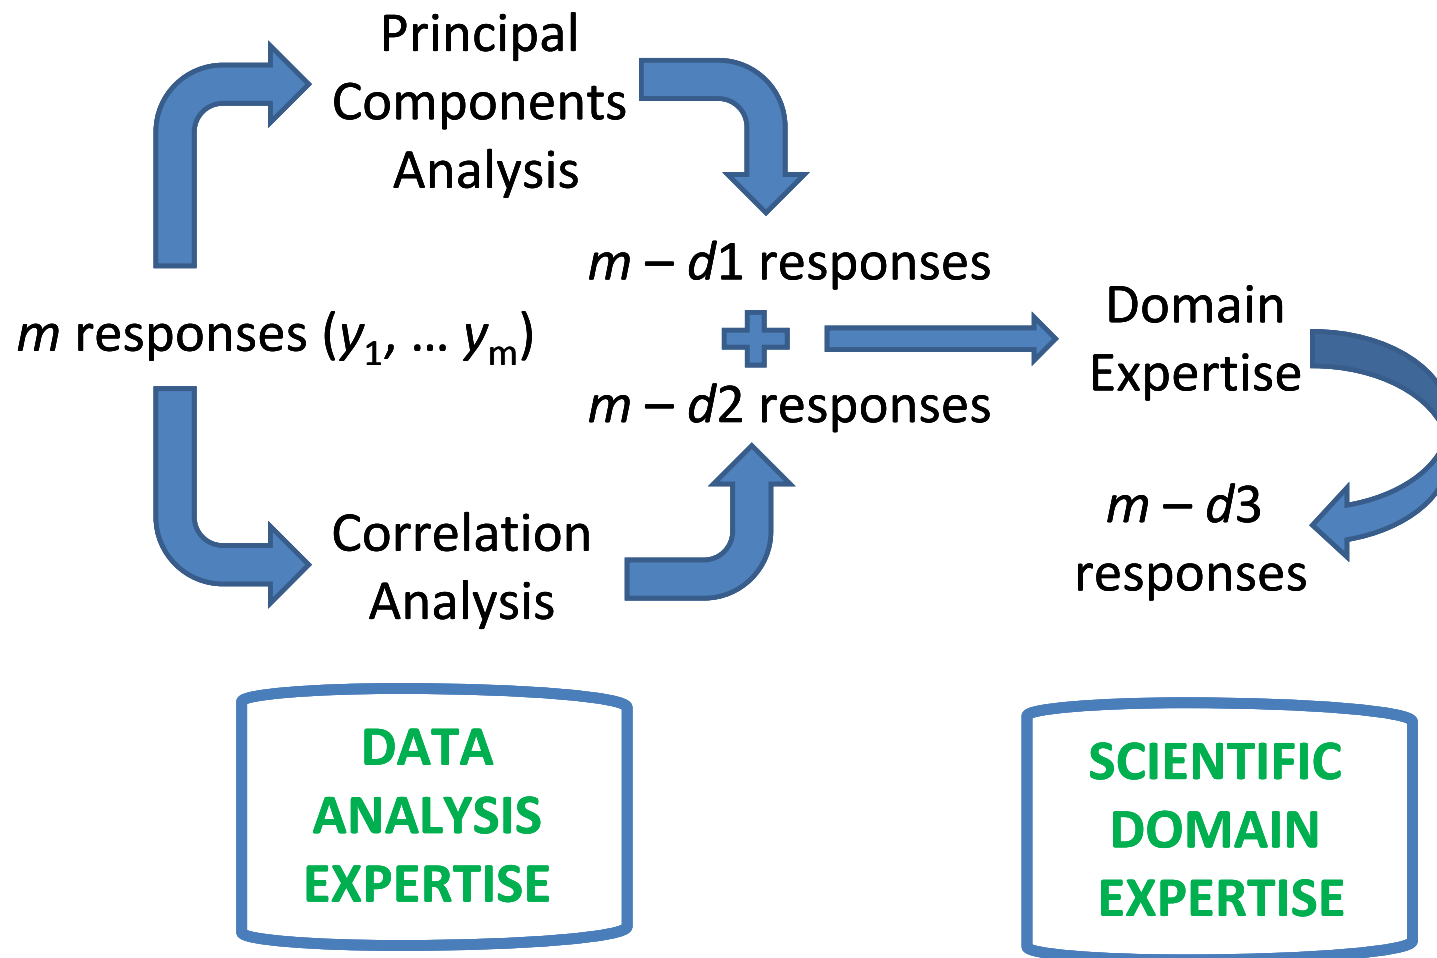 Principal
Components
Analysis
m – d1 responses
m responses (y1, … ym)
m – d2 responses
Domain
Expertise
m – d3
responses
Correlation
Analysis
DATA
ANALYSIS
EXPERTISE
SCIENTIFIC
DOMAIN
EXPERTISE